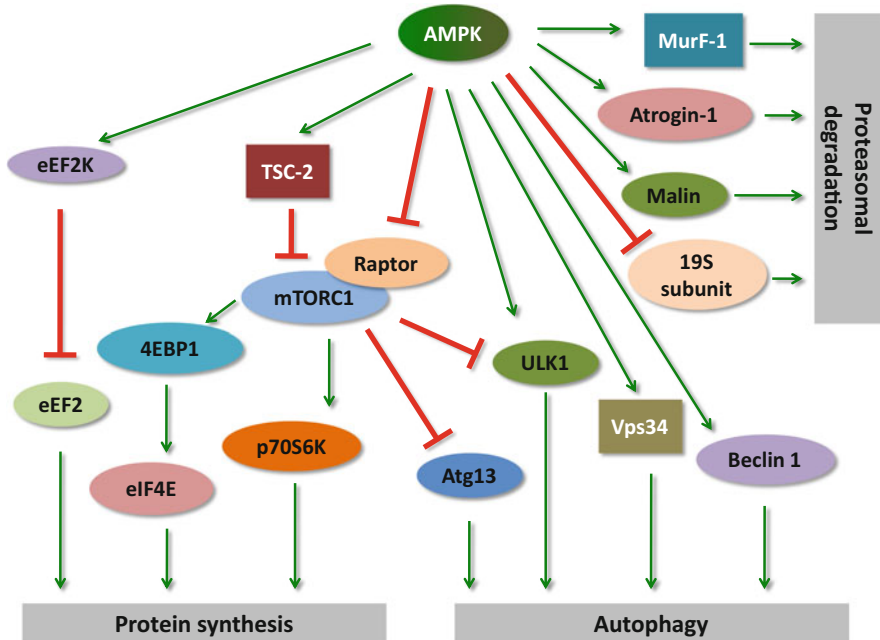 AMPK
MurF-1
Atrogin-1
Proteasomal
degradation
eEF2K
TSC-2
Malin
Raptor
19S
subunit
mTORC1
4EBP1
ULK1
eEF2
Vps34
p70S6K
Beclin 1
eIF4E
Atg13
Protein synthesis
Autophagy